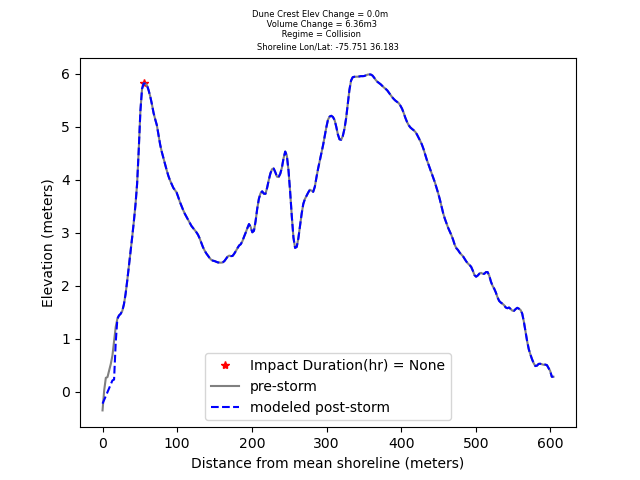 Dune Crest Elev Change = 0.0m
Volume Change = 6.36m3
Regime = Collision
Shoreline Lon/Lat: -75.751 36.183
6
5
4
3
2
1
0
Elevation (meters)
Impact Duration(hr) = None
pre-storm
modeled post-storm
0 100 200 300 400 500 600
Distance from mean shoreline (meters)